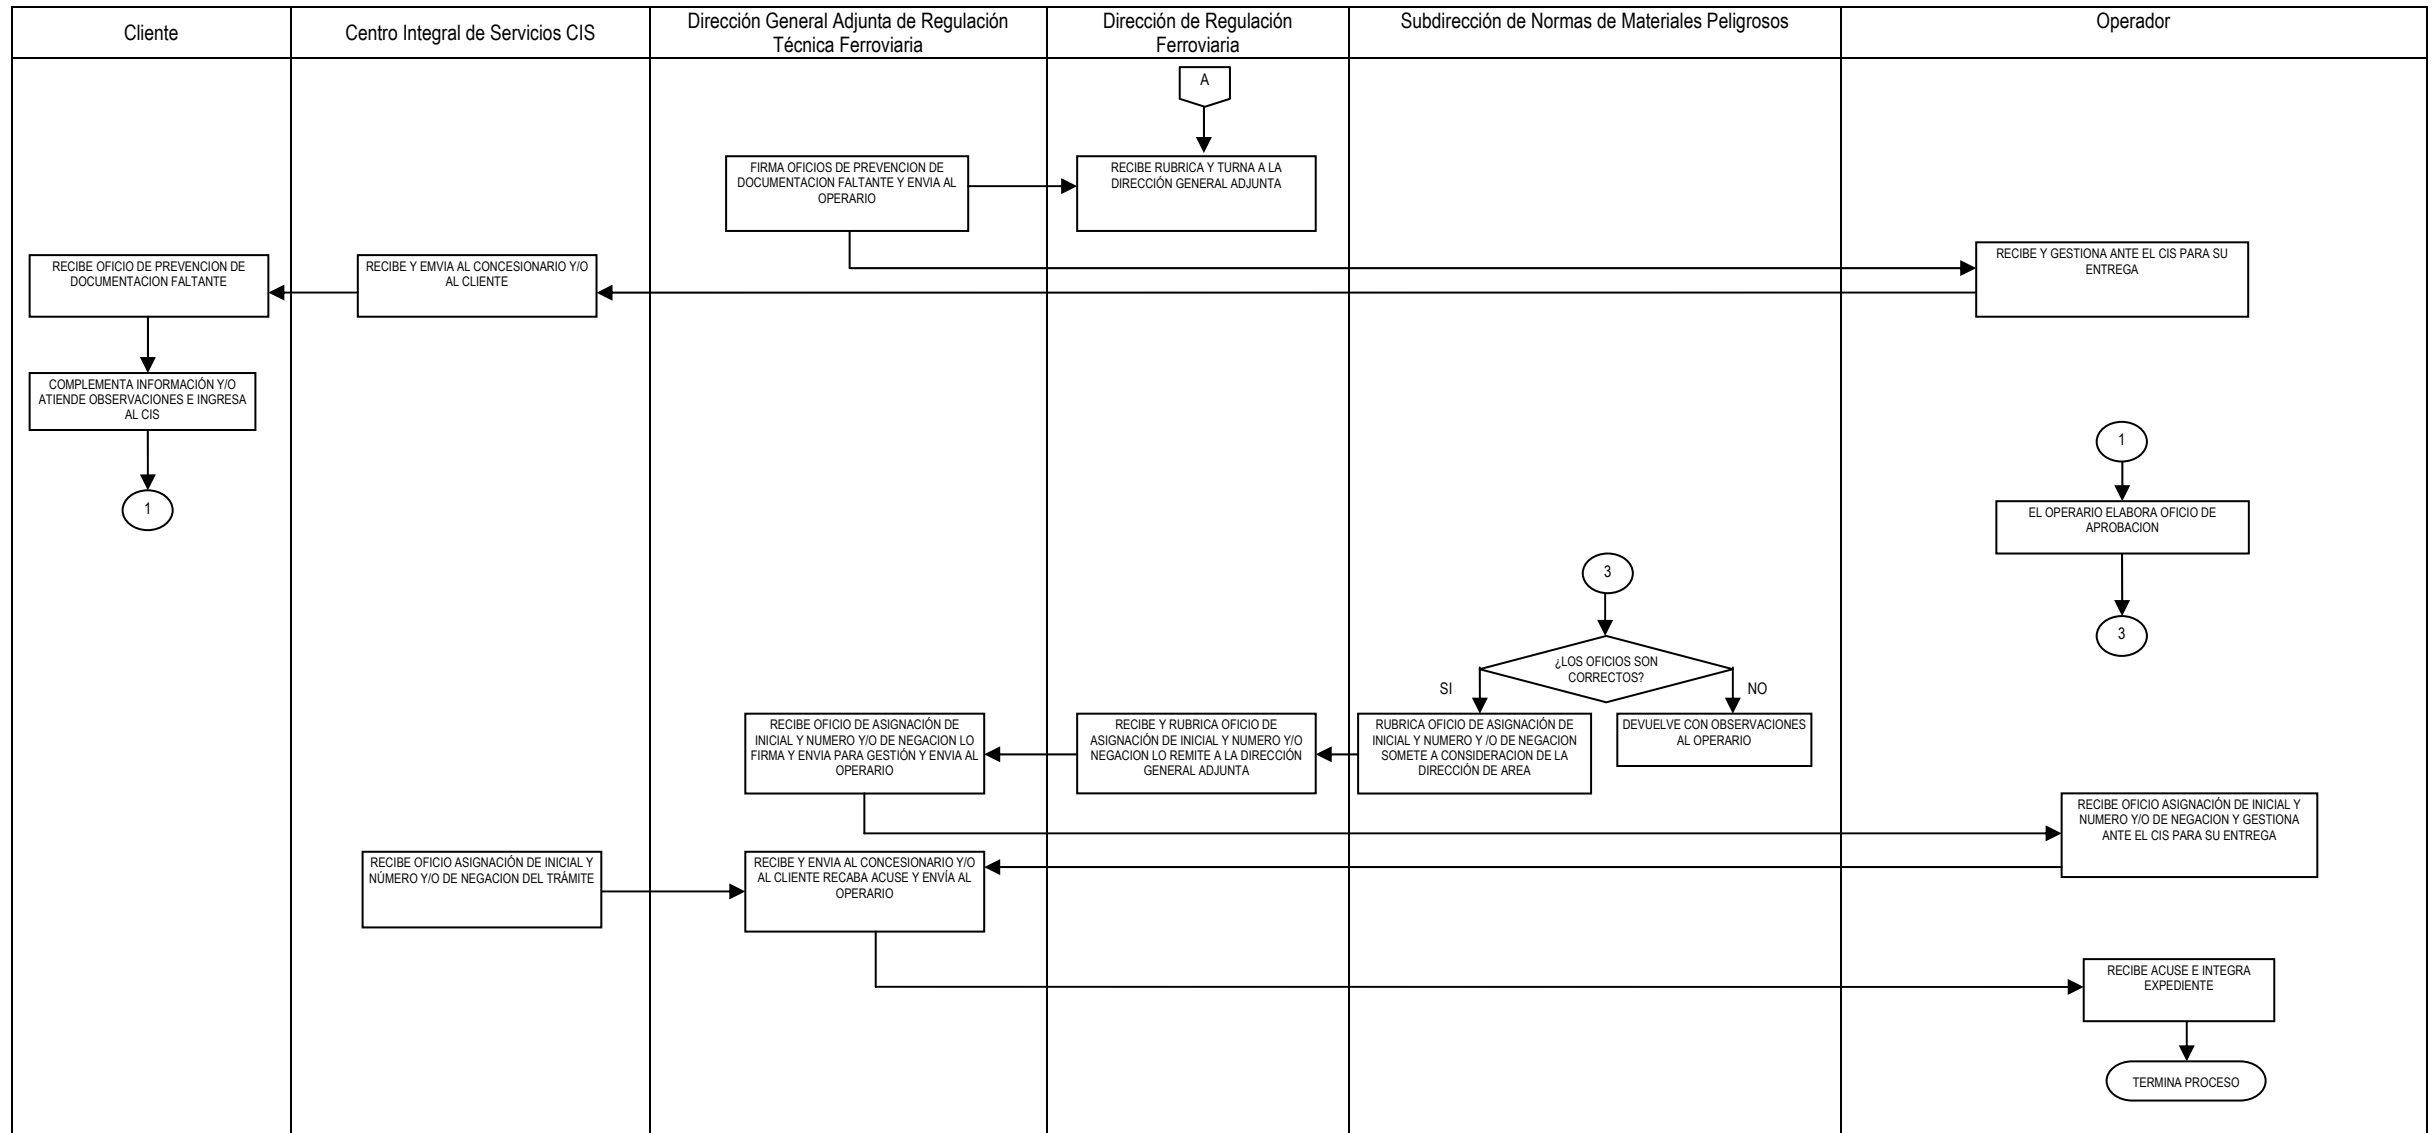 Cliente
Centro Integral de Servicios CIS
Dirección General Adjunta de Regulación
Técnica Ferroviaria
Dirección de Regulación
Ferroviaria
Subdirección de Normas de Materiales Peligrosos
Operador
A
FIRMA OFICIOS DE PREVENCION DE
DOCUMENTACION FALTANTE Y ENVIA AL
OPERARIO
RECIBE RUBRICA Y TURNA A LA
DIRECCIÓN GENERAL ADJUNTA
RECIBE OFICIO DE PREVENCION DE
DOCUMENTACION FALTANTE
RECIBE Y EMVIA AL CONCESIONARIO Y/O
AL CLIENTE
RECIBE Y GESTIONA ANTE EL CIS PARA SU
ENTREGA
COMPLEMENTA INFORMACIÓN Y/O
ATIENDE OBSERVACIONES E INGRESA
AL CIS
1
1
EL OPERARIO ELABORA OFICIO DE
APROBACION
3
3
¿LOS OFICIOS SON
CORRECTOS?
SI
NO
RECIBE OFICIO DE ASIGNACIÓN DE
INICIAL Y NUMERO Y/O DE NEGACION LO
FIRMA Y ENVIA PARA GESTIÓN Y ENVIA AL
OPERARIO
RECIBE Y RUBRICA OFICIO DE
ASIGNACIÓN DE INICIAL Y NUMERO Y/O
NEGACION LO REMITE A LA DIRECCIÓN
GENERAL ADJUNTA
RUBRICA OFICIO DE ASIGNACIÓN DE
INICIAL Y NUMERO Y /O DE NEGACION
SOMETE A CONSIDERACION DE LA
DIRECCIÓN DE AREA
DEVUELVE CON OBSERVACIONES
AL OPERARIO
RECIBE OFICIO ASIGNACIÓN DE INICIAL Y
NUMERO Y/O DE NEGACION Y GESTIONA
ANTE EL CIS PARA SU ENTREGA
RECIBE OFICIO ASIGNACIÓN DE INICIAL Y
NÚMERO Y/O DE NEGACION DEL TRÁMITE
RECIBE Y ENVIA AL CONCESIONARIO Y/O
AL CLIENTE RECABA ACUSE Y ENVÍA AL
OPERARIO
RECIBE ACUSE E INTEGRA
EXPEDIENTE
TERMINA PROCESO